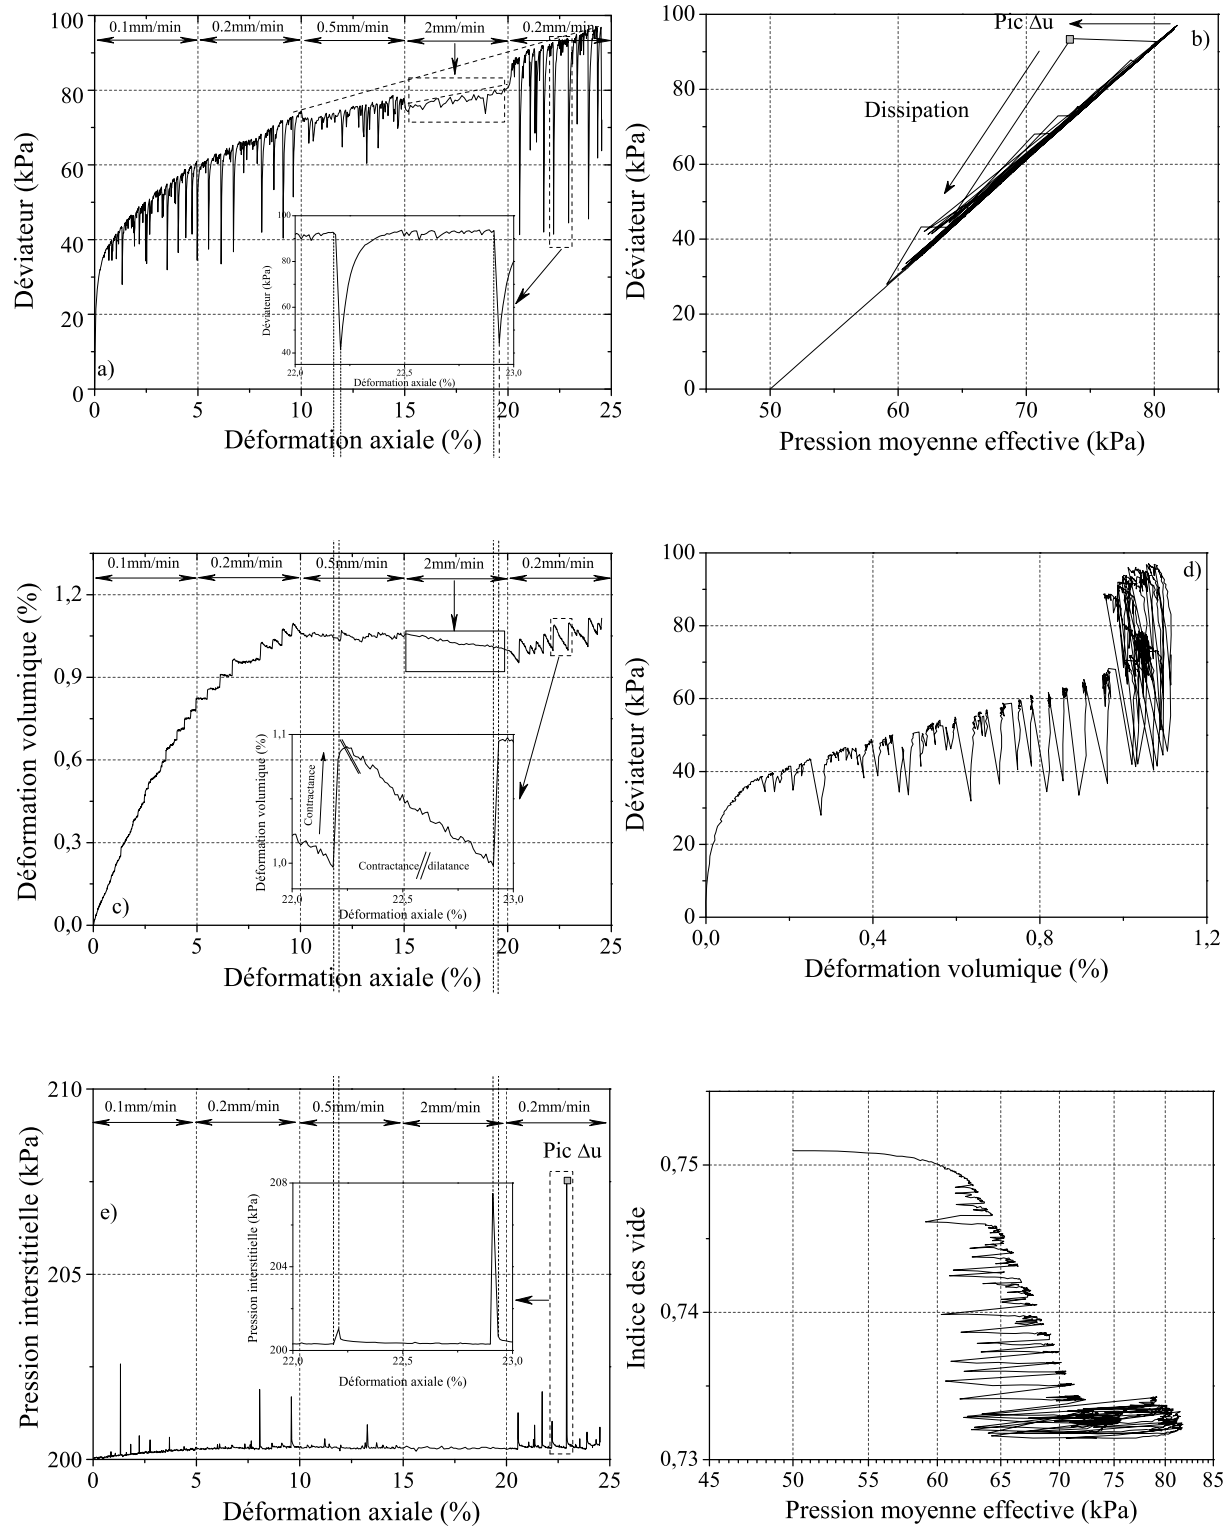 0.1mm/min 0.2mm/min 0.5mm/min 2mm/min 0.2mm/min
100
80
60
40
20
0
Déviateur (kPa)
a)
0 5 10 15 20 25
Déformation axiale (%)
100
80
60
40
Déviateur (kPa)
22,0 22,5 23,0
Déformation axiale (%)
Pic Δu
b)
Dissipation
100
80
60
40
20
0
Déviateur (kPa)
50 60 70 80
Pression moyenne effective (kPa)
0.1mm/min 0.2mm/min 0.5mm/min 2mm/min 0.2mm/min
1,2
0,9
0,6
0,3
0,0
Déformation volumique (%)
c)
0 5 10 15 20 25
Déformation axiale (%)
1,1
1,0
Déformation volumique (%)
Contractance
Contractance dilatance
22,0 22,5 23,0
Déformation axiale (%)
d)
100
80
60
40
20
0
Déviateur (kPa)
0,0 0,4 0,8 1,2
Déformation volumique (%)
0.1mm/min 0.2mm/min 0.5mm/min 2mm/min 0.2mm/min
Pic Δu
210
205
200
Pression interstitielle (kPa)
e)
0 5 10 15 20 25
Déformation axiale (%)
208
204
200
Pression interstitielle (kPa)
22,0 22,5 23,0
Déformation axiale (%)
0,75
0,74
0,73
Indice des vide
45 50 55 60 65 70 75 80 85
Pression moyenne effective (kPa)